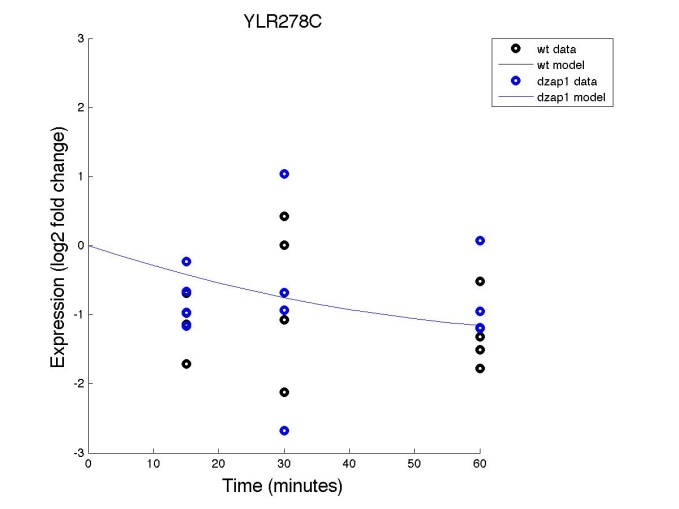 YLR278C
wt data
wt model
dzap1 data
dzap1 model
Expression (log2 fold change)
3
2
1
0
-1
-2
-3
0 10 20 30 40 50 60
Time (minutes)